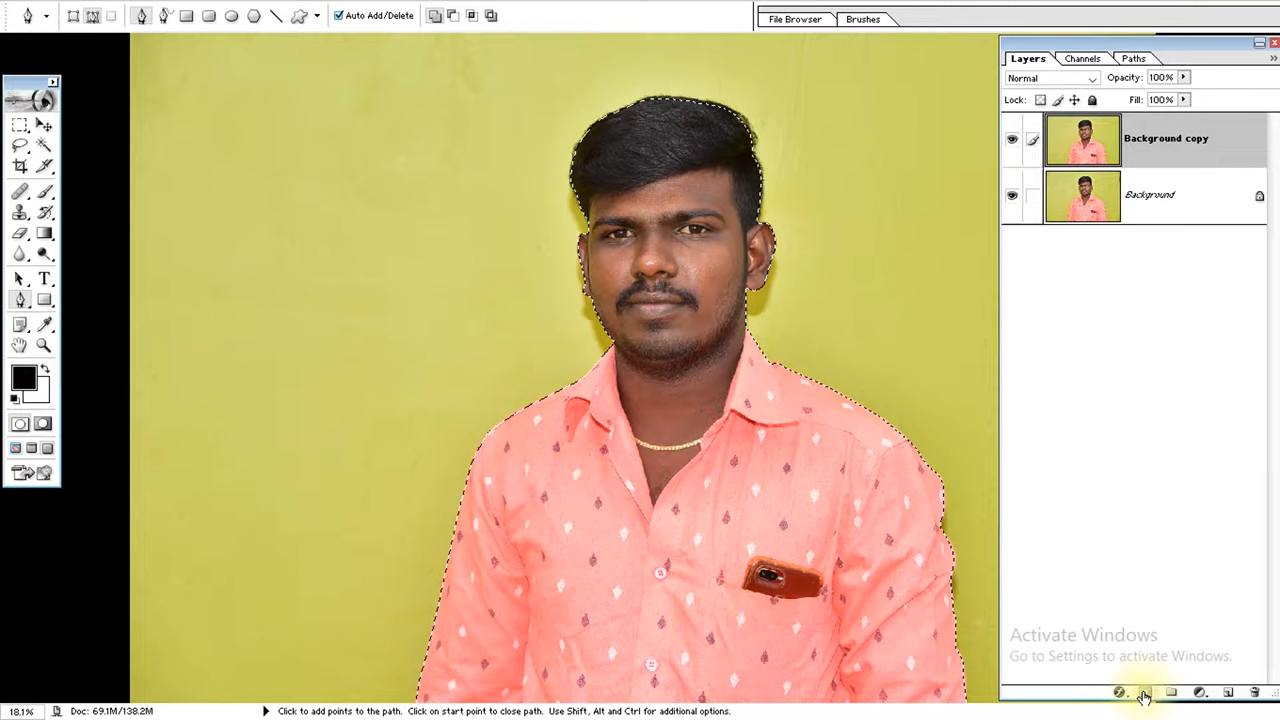 Auto Add/Delete
File Browser
Brushes
Layers
Channels
Paths
Normal
Opacity: 100%
Lock:
Fill: 100%
Background copy
Background
T
Activate Windows
Go to Settings to activate Windows.
18.1%
Doc: 69.1M/138.2M
Click to add points to the path. Click on start point to close path. Use Shift, Alt and Ctrl for additional options.